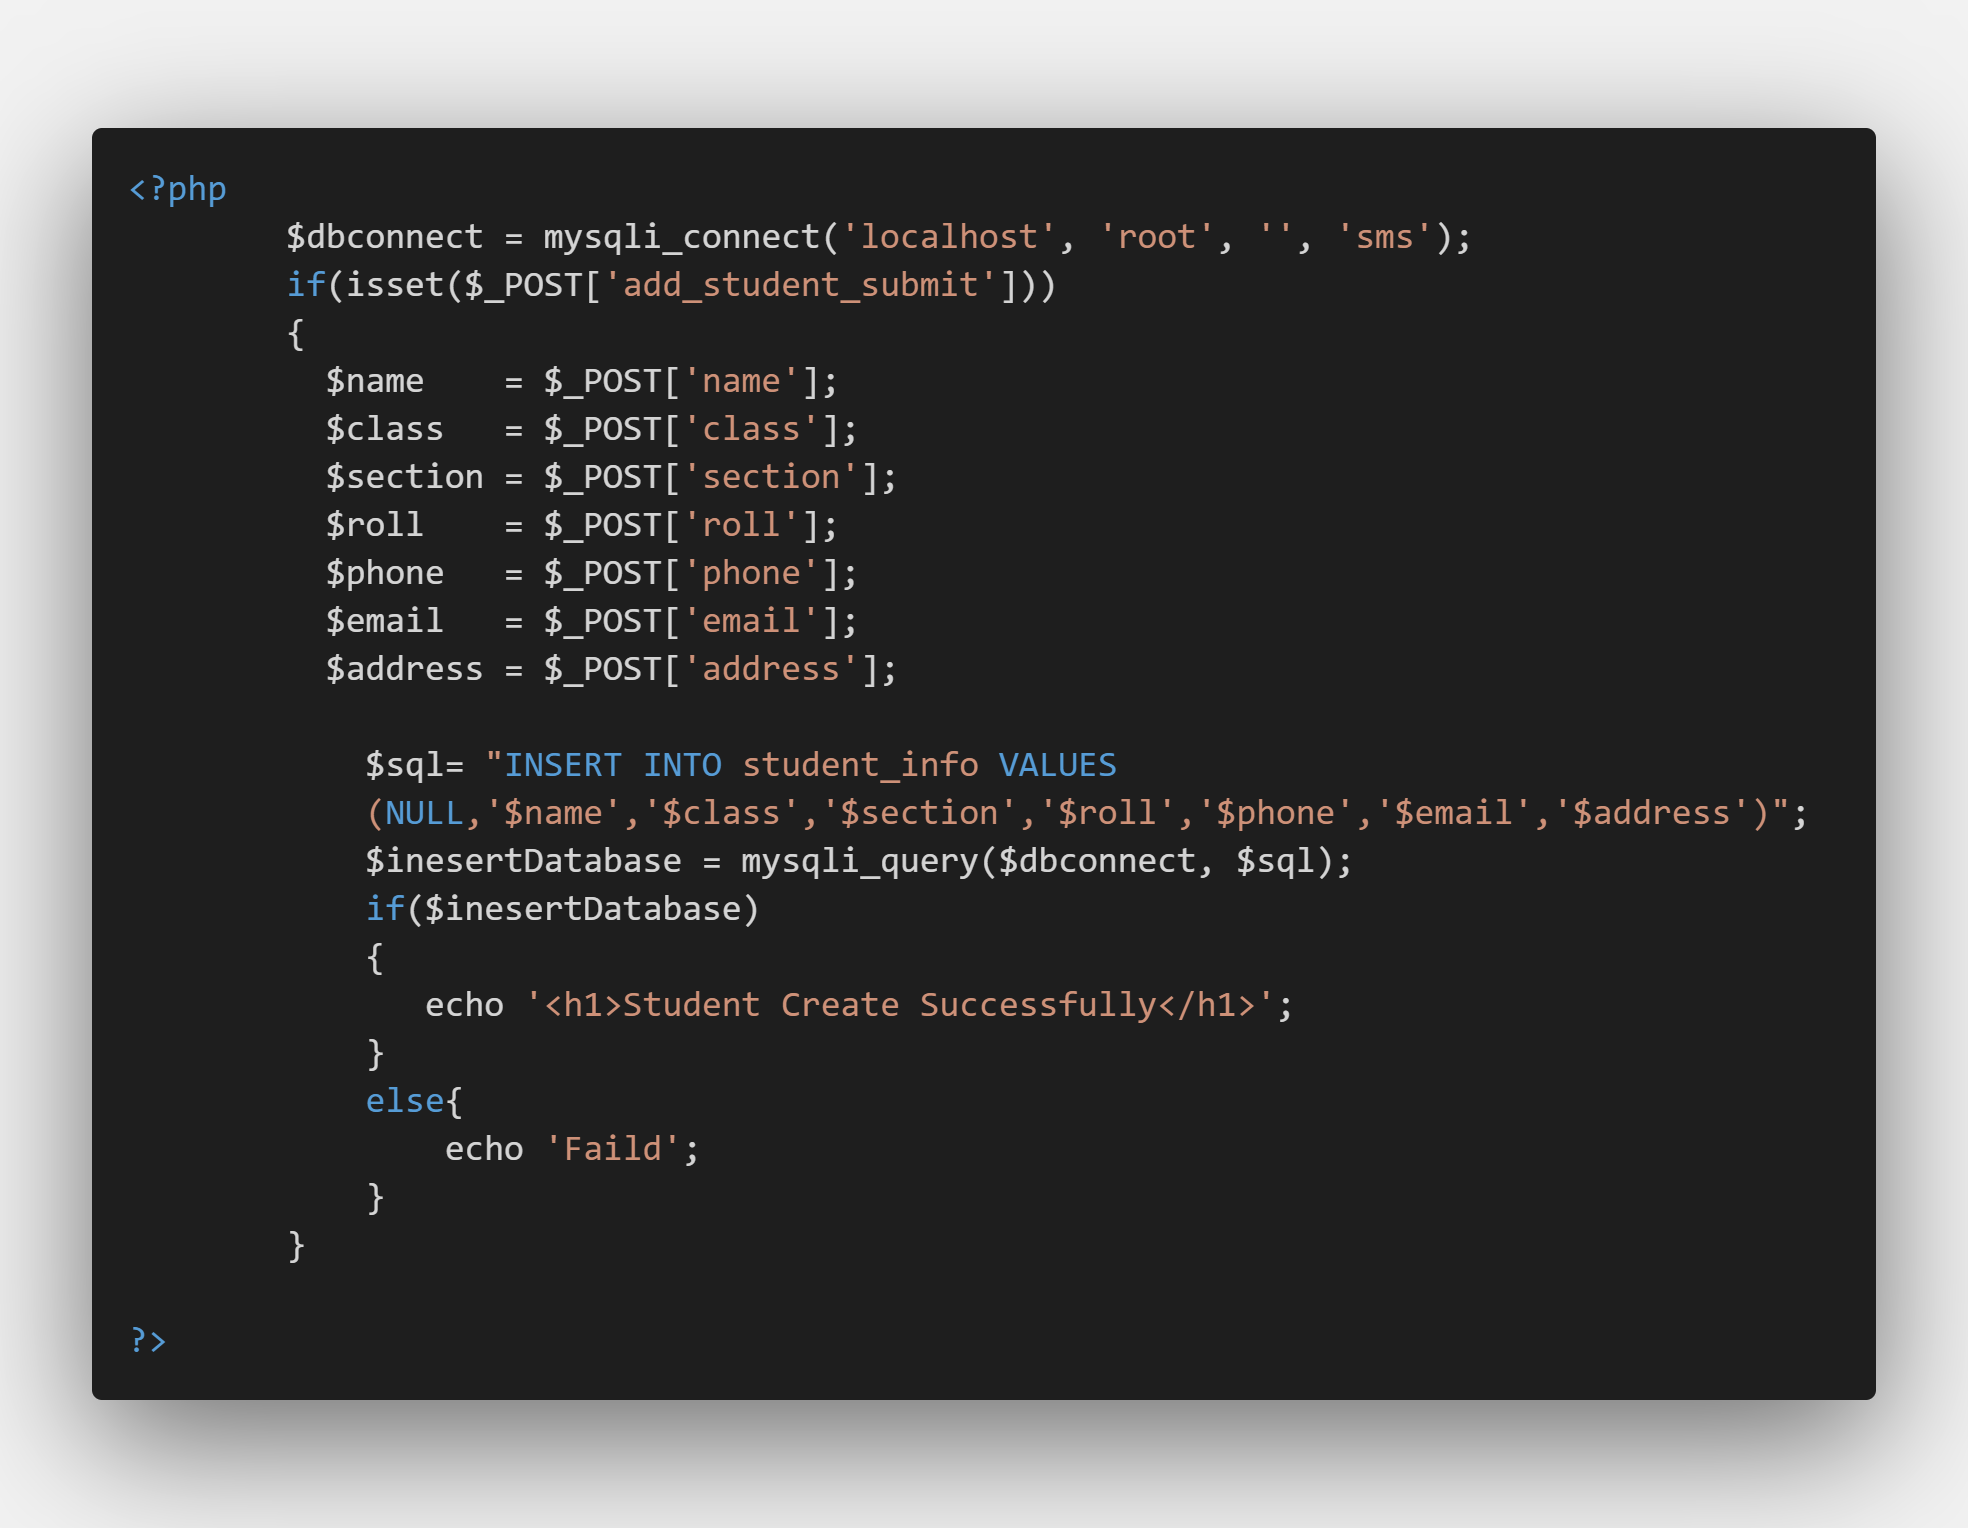 <?php
        $dbconnect = mysqli_connect('localhost', 'root', '', 'sms');
        if(isset($_POST['add_student_submit']))
        {
          $name    = $_POST['name'];
          $class   = $_POST['class'];
          $section = $_POST['section'];
          $roll    = $_POST['roll'];
          $phone   = $_POST['phone'];
          $email   = $_POST['email'];
          $address = $_POST['address'];

            $sql= "INSERT INTO student_info VALUES
            (NULL,'$name','$class','$section','$roll','$phone','$email','$address')";
            $inesertDatabase = mysqli_query($dbconnect, $sql);
            if($inesertDatabase)
            {
               echo '<h1>Student Create Successfully</h1>';
            }
            else{
                echo 'Faild';
            }
        }

?>